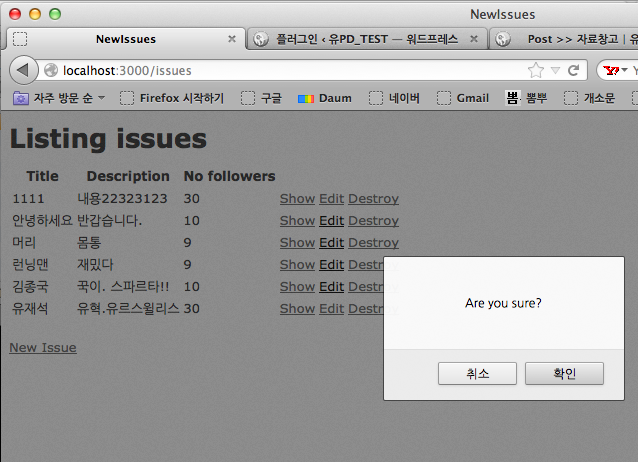 NewIssues
NewIssues
플러그인 ‹ 유PD_TEST — 워드프레스
Post >> 자료창고 | 유
localhost:3000/issues
Y
자주 방문 순
Firefox 시작하기
구글
Daum
네이버
Gmail
뽐 뽐뿌
개소문
Listing issues
Title Description No followers
1111 내용22323123 30 Show Edit Destroy
안녕하세요 반갑습니다. 10 Show Edit Destroy
머리 몸통 9 Show Edit Destroy
런닝맨 재밌다 9 Show Edit Destroy
김종국 꾹이. 스파르타!! 10 Show Edit Destroy
유재석 유혁.유르스윌리스 30 Show Edit Destroy
New Issue
Are you sure?
취소 확인